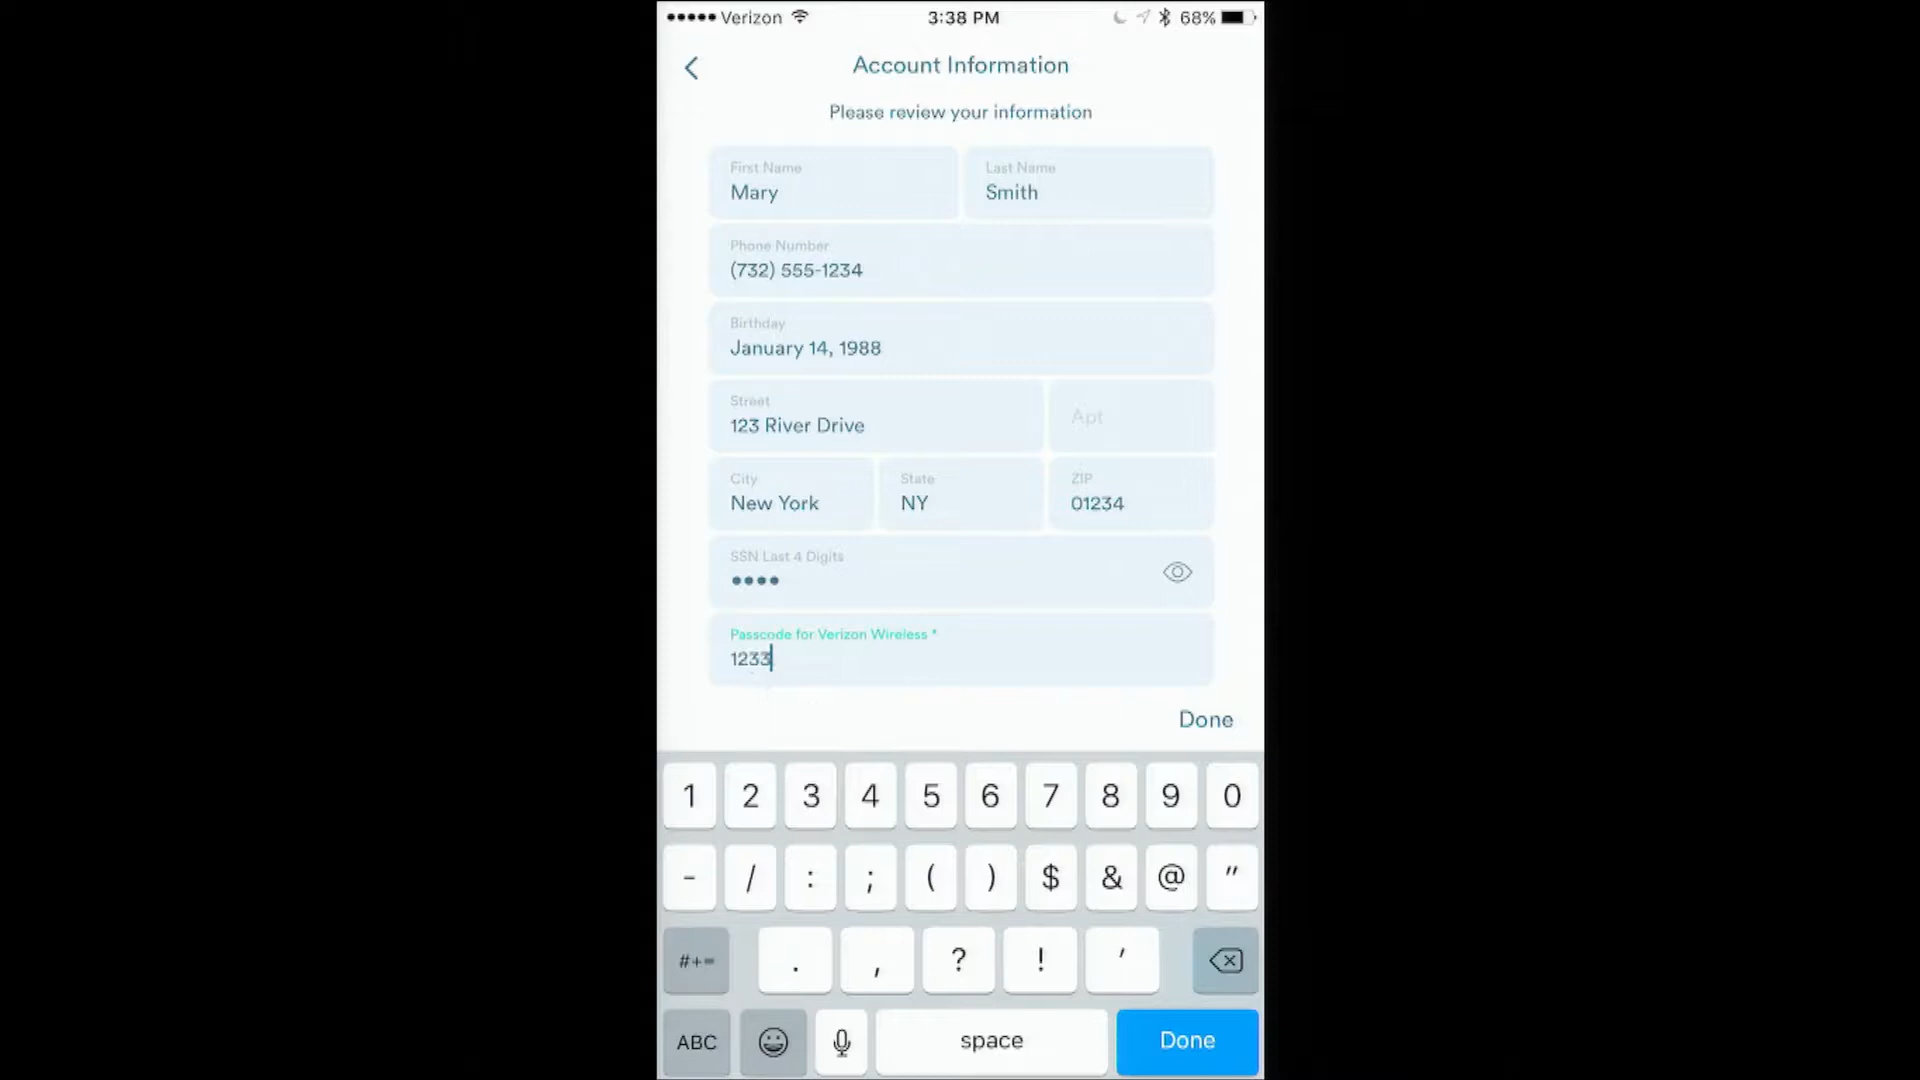 Verizon 3:38 PM 68%
Account Information
Please review your information
First Name Last Name
Mary Smith
Phone Number
(732) 555-1234
Birthday
January 14, 1988
Street
123 River Drive Apt
City State ZIP
New York NY 01234
SSN Last 4 Digits
••••
Passcode for Verizon Wireless *
1233
Done
1 2 3 4 5 6 7 8 9 0
- / : ; ( ) $ & @ "
#+= . , ? ! '
ABC space Done